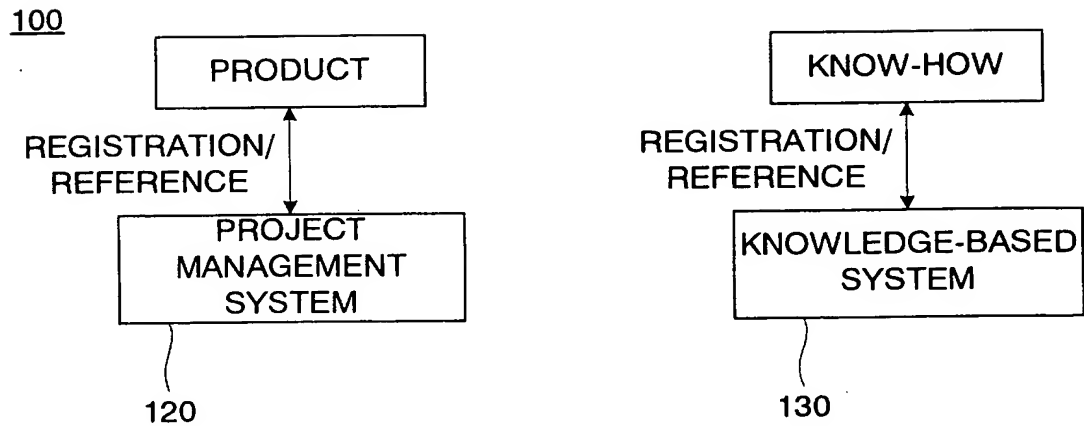 100
PRODUCT
REGISTRATION/
REFERENCE
PROJECT
MANAGEMENT
SYSTEM
120
KNOW-HOW
REGISTRATION/
REFERENCE
KNOWLEDGE-BASED
SYSTEM
130